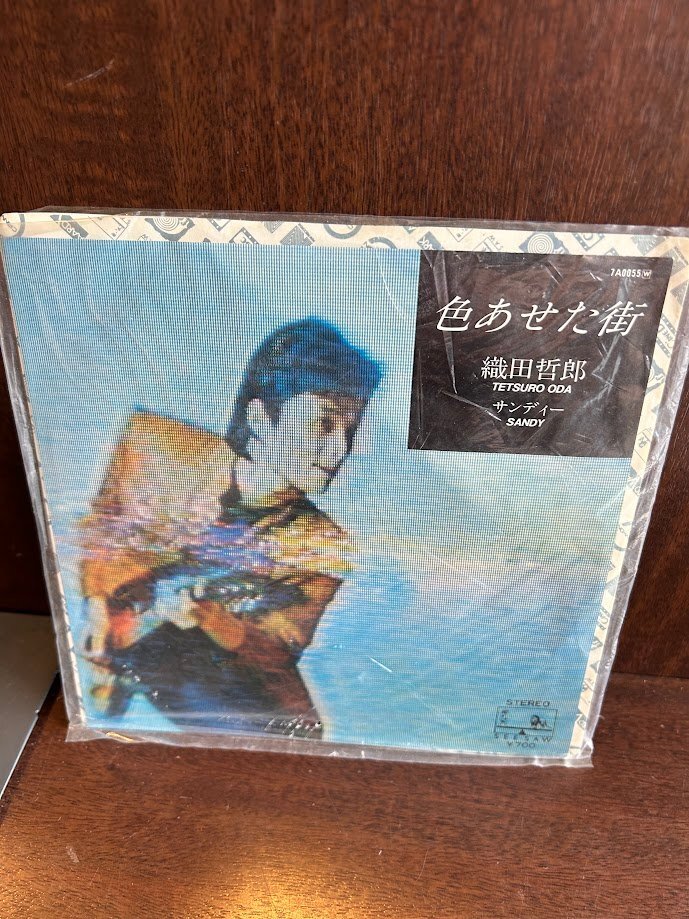 7A0055 W
色あせた街
織田哲郎
TETSURO ODA
サンディー
SANDY
STEREO
SEE SAW
¥700